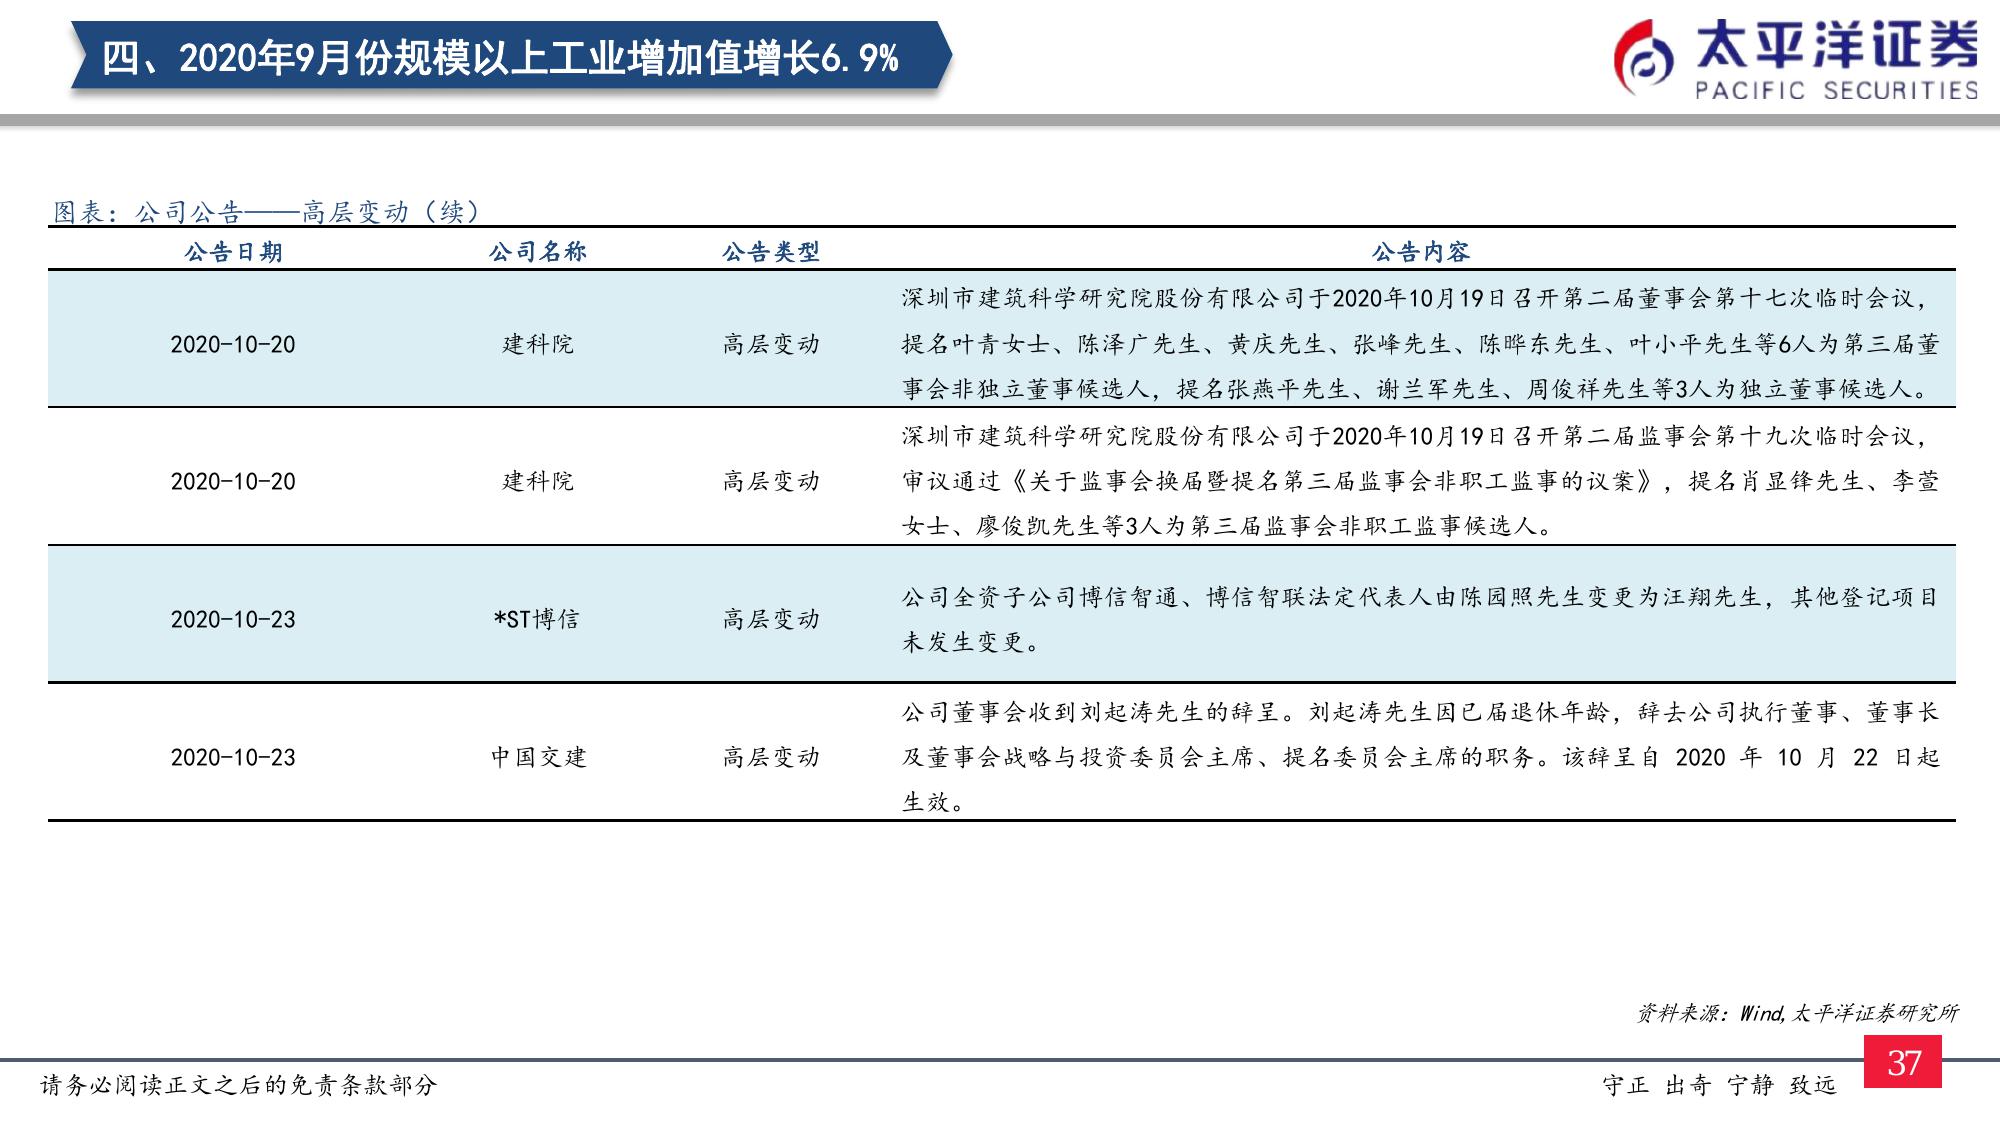 四、2020年9月份规模以上工业增加值增长6.9%
太平洋证券
PACIFIC SECURITIES
图表：公司公告——高层变动（续）
公告日期 公司名称 公告类型 公告内容
2020-10-20 建科院 高层变动
深圳市建筑科学研究院股份有限公司于2020年10月19日召开第二届董事会第十七次临时会议，
提名叶青女士、陈泽广先生、黄庆先生、张峰先生、陈晔东先生、叶小平先生等6人为第三届董
事会非独立董事候选人，提名张燕平先生、谢兰军先生、周俊祥先生等3人为独立董事候选人。
2020-10-20 建科院 高层变动
深圳市建筑科学研究院股份有限公司于2020年10月19日召开第二届监事会第十九次临时会议，
审议通过《关于监事会换届暨提名第三届监事会非职工监事的议案》，提名肖显锋先生、李萱
女士、廖俊凯先生等3人为第三届监事会非职工监事候选人。
2020-10-23 *ST博信 高层变动
公司全资子公司博信智通、博信智联法定代表人由陈园照先生变更为汪翔先生，其他登记项目
未发生变更。
2020-10-23 中国交建 高层变动
公司董事会收到刘起涛先生的辞呈。刘起涛先生因已届退休年龄，辞去公司执行董事、董事长
及董事会战略与投资委员会主席、提名委员会主席的职务。该辞呈自 2020 年 10 月 22 日起
生效。
资料来源：Wind,太平洋证券研究所
请务必阅读正文之后的免责条款部分
守正 出奇 宁静 致远
37